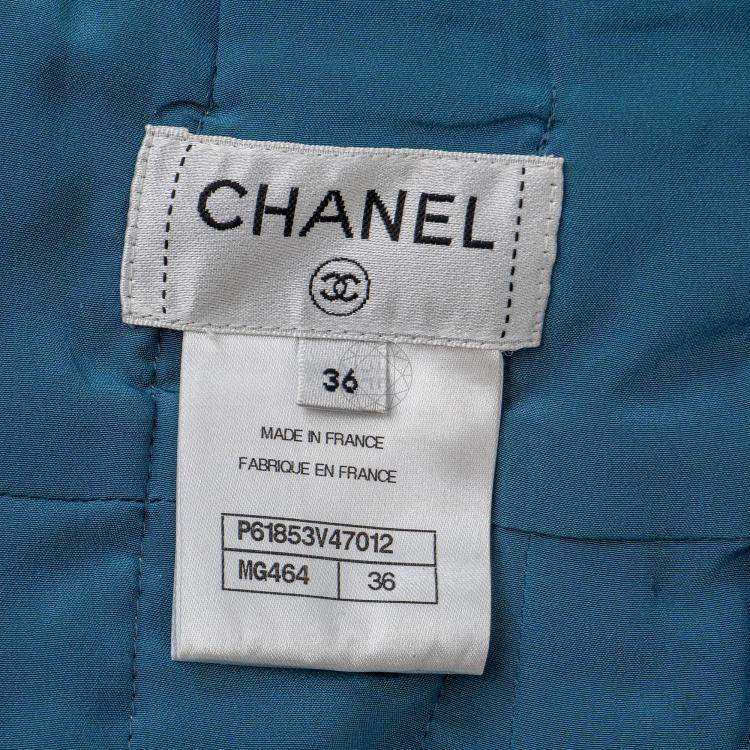 CHANEL
36
MADE IN FRANCE
FABRIQUE EN FRANCE
P61853V47012
MG464 36